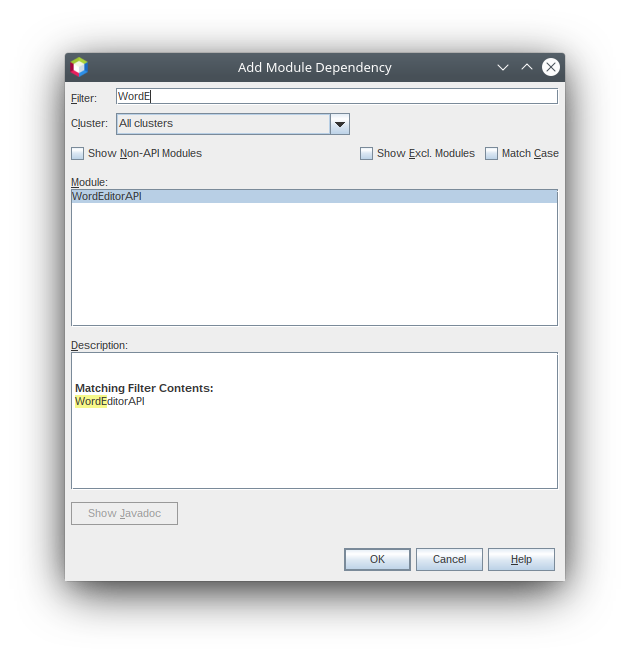 Add Module Dependency
Filter: WordE
Cluster: All clusters
Show Non-API Modules Show Excl. Modules Match Case
Module:
WordEditorAPI
Description:
Matching Filter Contents:
WordEditorAPI
Show Javadoc
OK Cancel Help